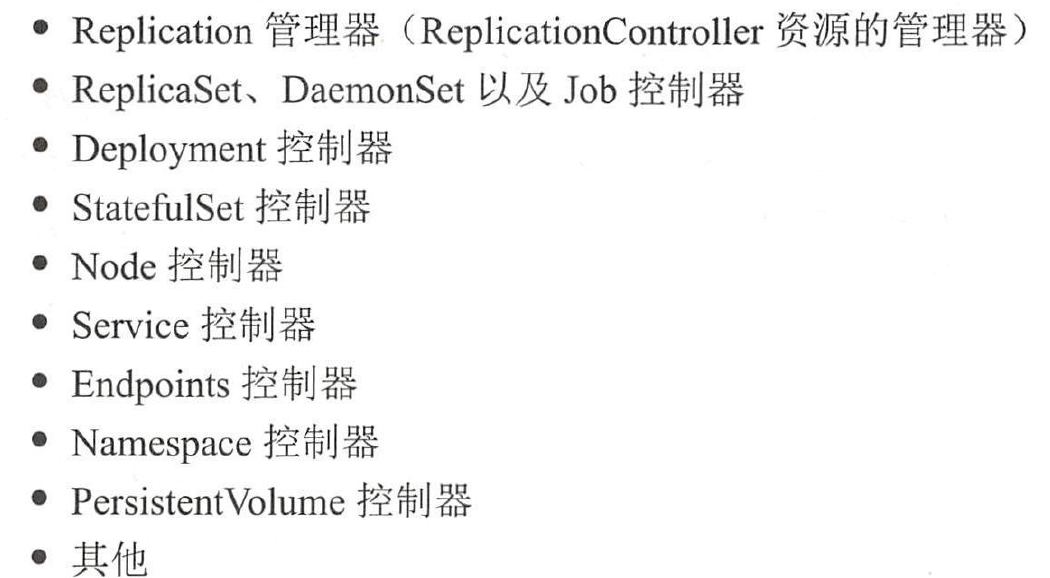 • Replication 管理器（ReplicationController 资源的管理器）
• ReplicaSet、DaemonSet 以及 Job 控制器
• Deployment 控制器
• StatefulSet 控制器
• Node 控制器
• Service 控制器
• Endpoints 控制器
• Namespace 控制器
• PersistentVolume 控制器
• 其他